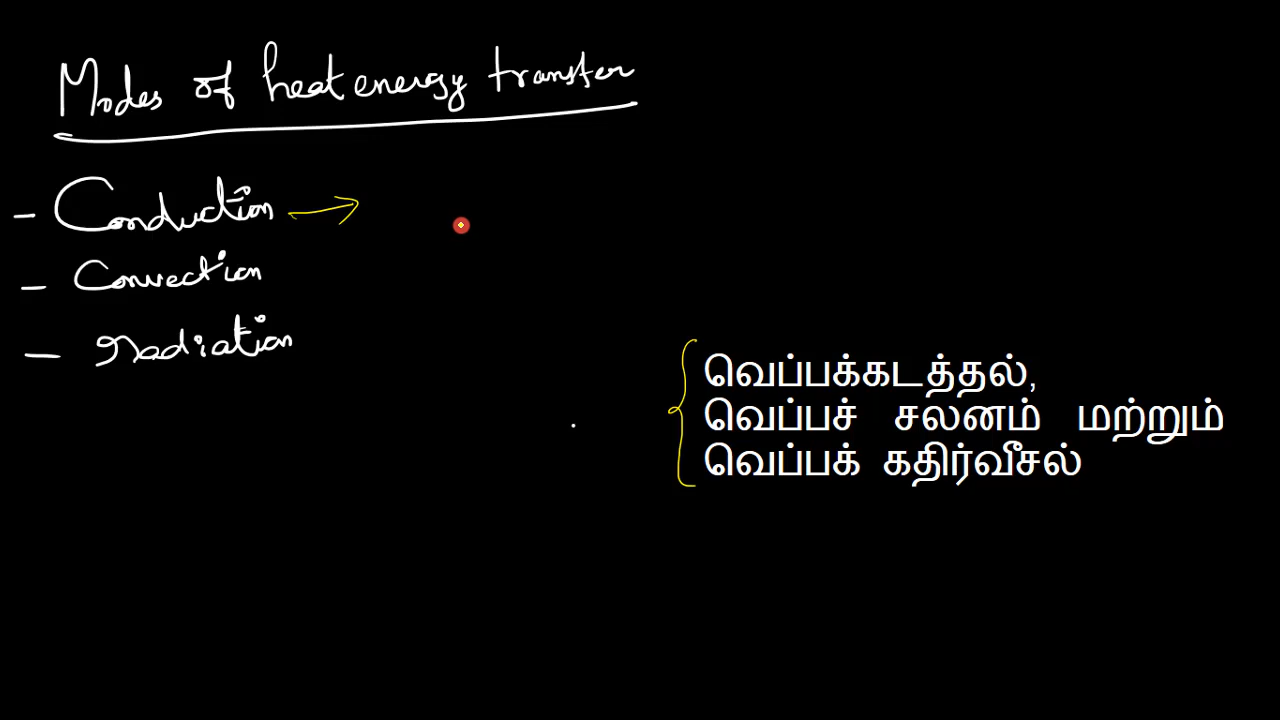 Modes of heat energy transfer
- Conduction →
- Convection
- radiation
வெப்பக்கடத்தல்,
வெப்பச் சலனம் மற்றும்
வெப்பக் கதிர்வீசல்